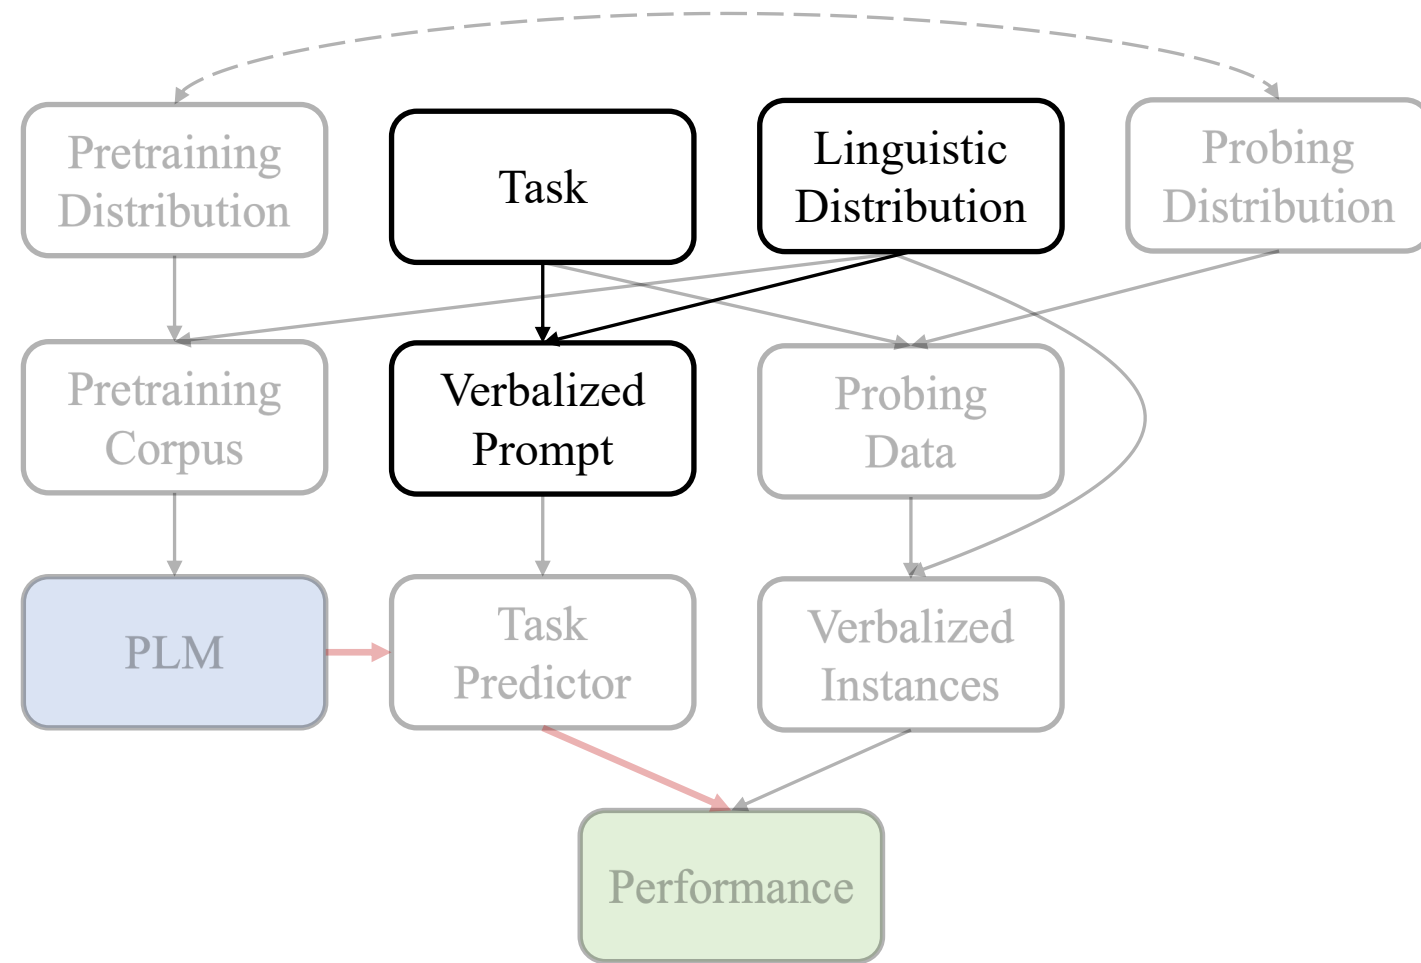 Pretraining
Distribution
Task
Linguistic
Distribution
Probing
Distribution
Pretraining
Corpus
Verbalized
Prompt
Probing
Data
PLM
Task
Predictor
Verbalized
Instances
Performance